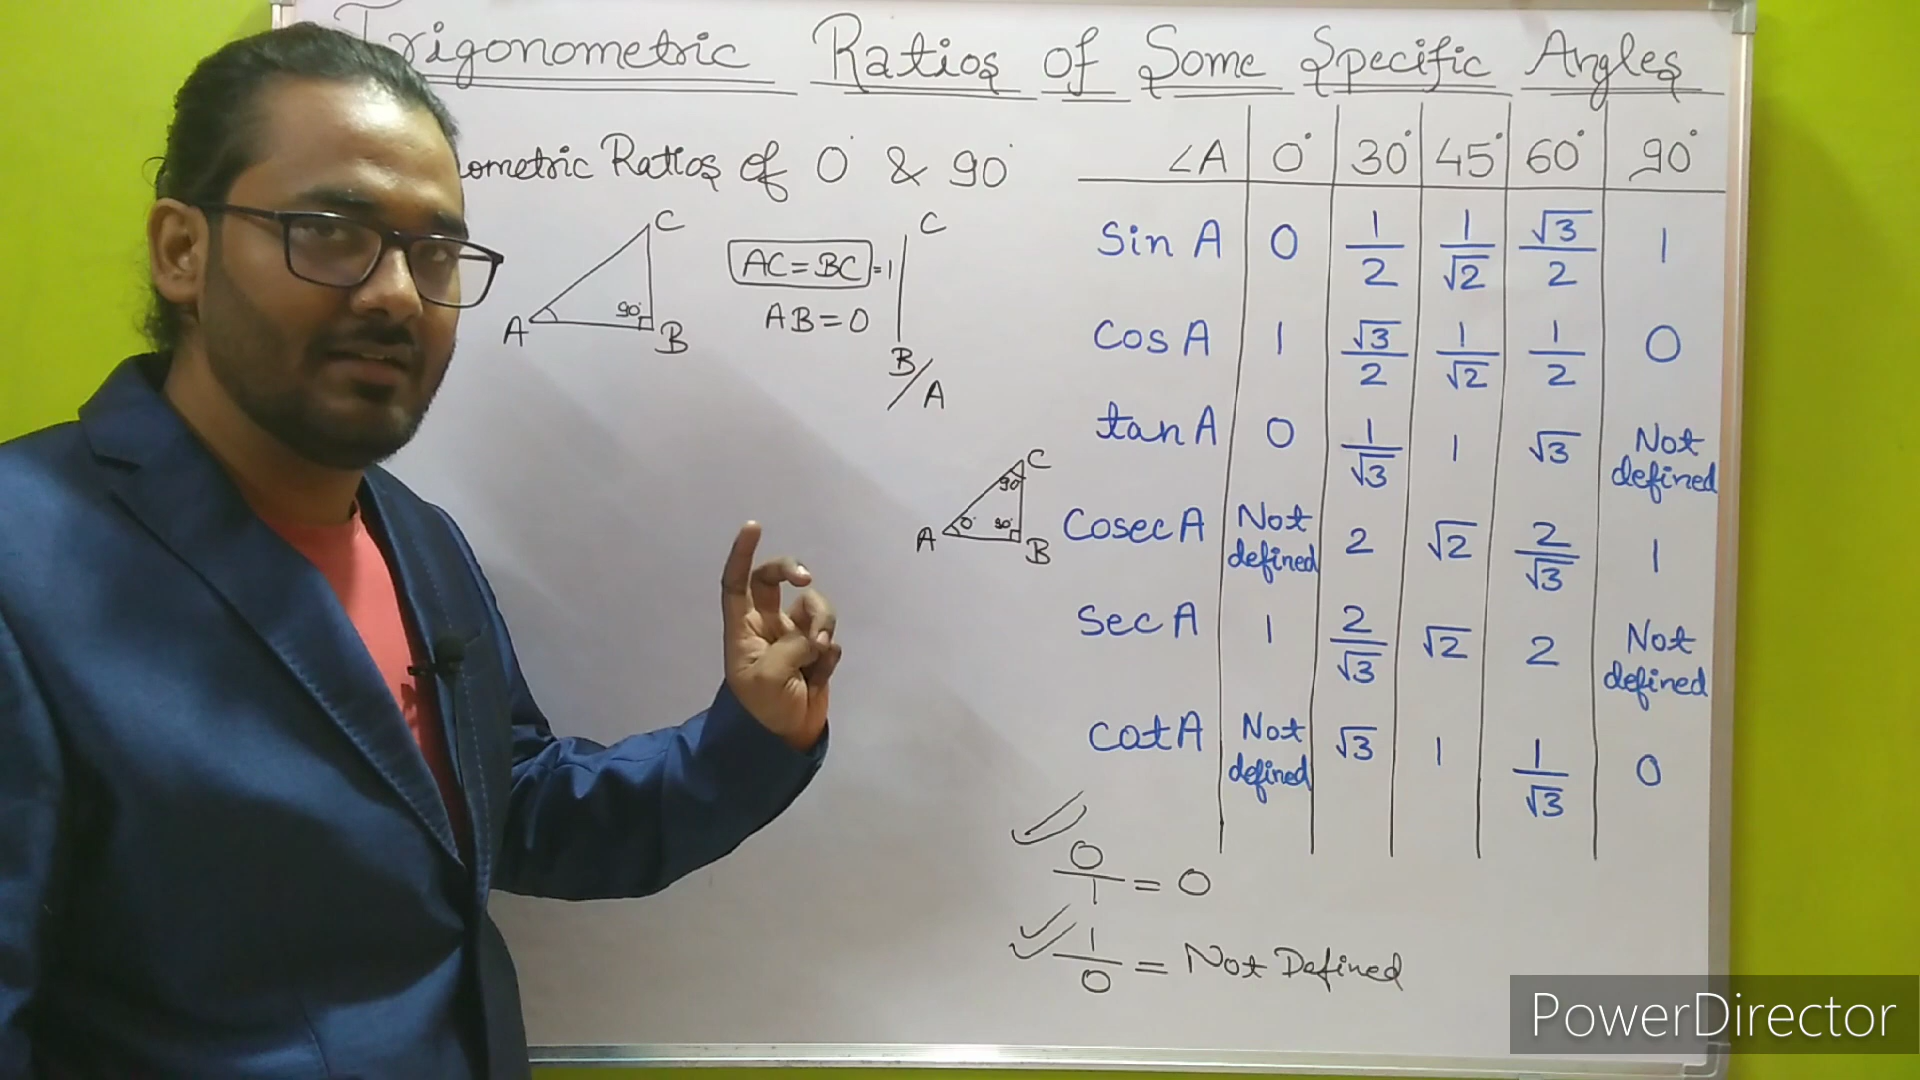 Trigonometric Ratios of Some Specific Angles
ometric Ratios of 0° & 90°
C
A
90°
B
AC = BC = 1
AB = 0
C
B/A
C
90°
A
0°
90°
B
∠A 0° 30° 45° 60° 90°
Sin A 0 1/2 1/√2 √3/2 1
Cos A 1 √3/2 1/√2 1/2 0
tan A 0 1/√3 1 √3 Not defined
Cosec A Not defined 2 √2 2/√3 1
Sec A 1 2/√3 √2 2 Not defined
Cot A Not defined √3 1 1/√3 0
0/1 = 0
1/0 = Not Defined
PowerDirector